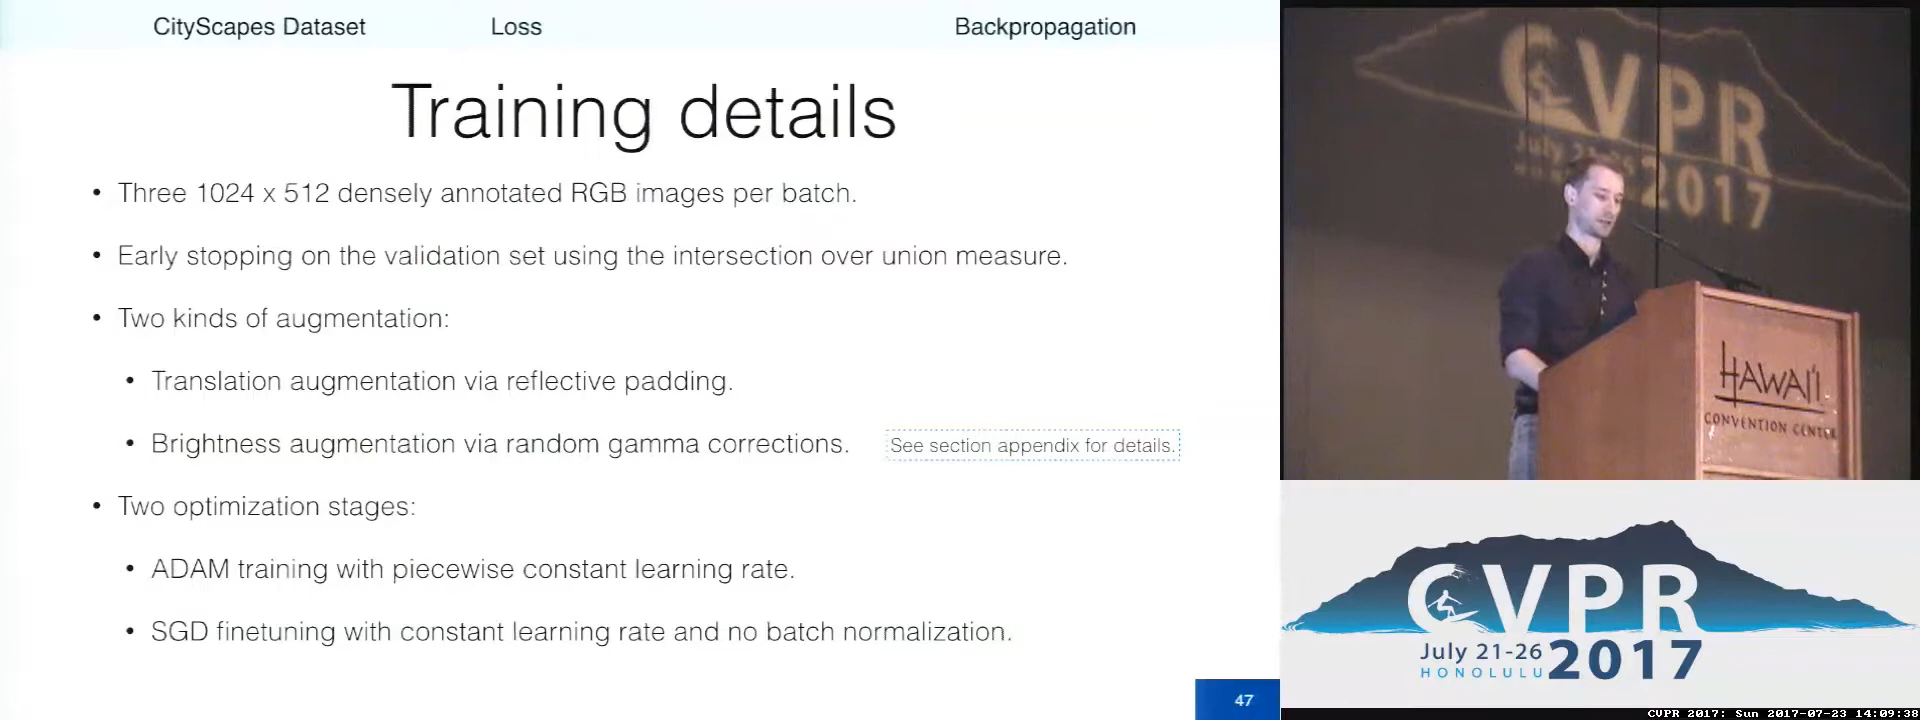 CityScapes Dataset
Loss
Backpropagation
Training details
• Three 1024 x 512 densely annotated RGB images per batch.
• Early stopping on the validation set using the intersection over union measure.
• Two kinds of augmentation:
• Translation augmentation via reflective padding.
• Brightness augmentation via random gamma corrections.
See section appendix for details.
• Two optimization stages:
• ADAM training with piecewise constant learning rate.
• SGD finetuning with constant learning rate and no batch normalization.
47
CVPR
July
2017
HAWAI'I
CONVENTION CENTER
CVPR
July 21-26
HONOLULU
2017
CVPR 2017: Sun 2017-07-23 14:09:38